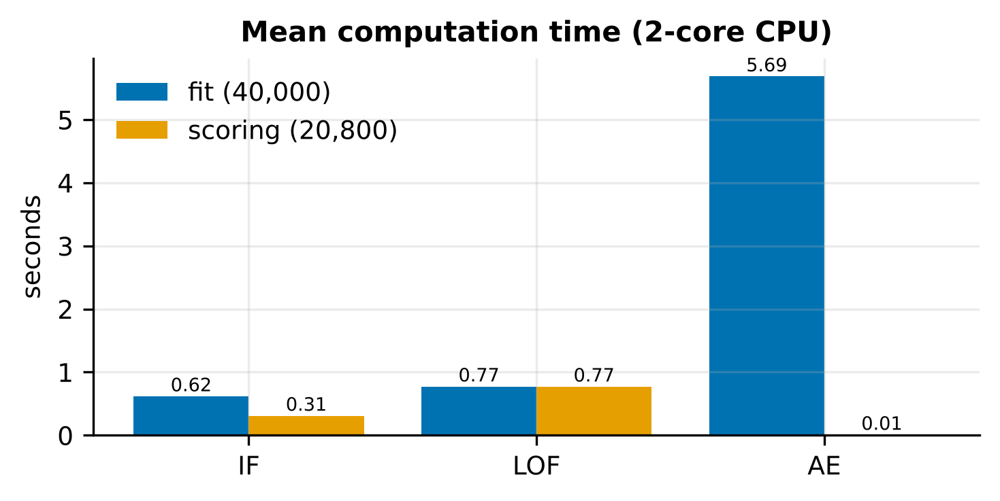 Mean computation time (2-core CPU)
fit (40,000)
scoring (20,800)
seconds
5
4
3
2
1
0
0.62
0.31
0.77
0.77
5.69
0.01
IF
LOF
AE